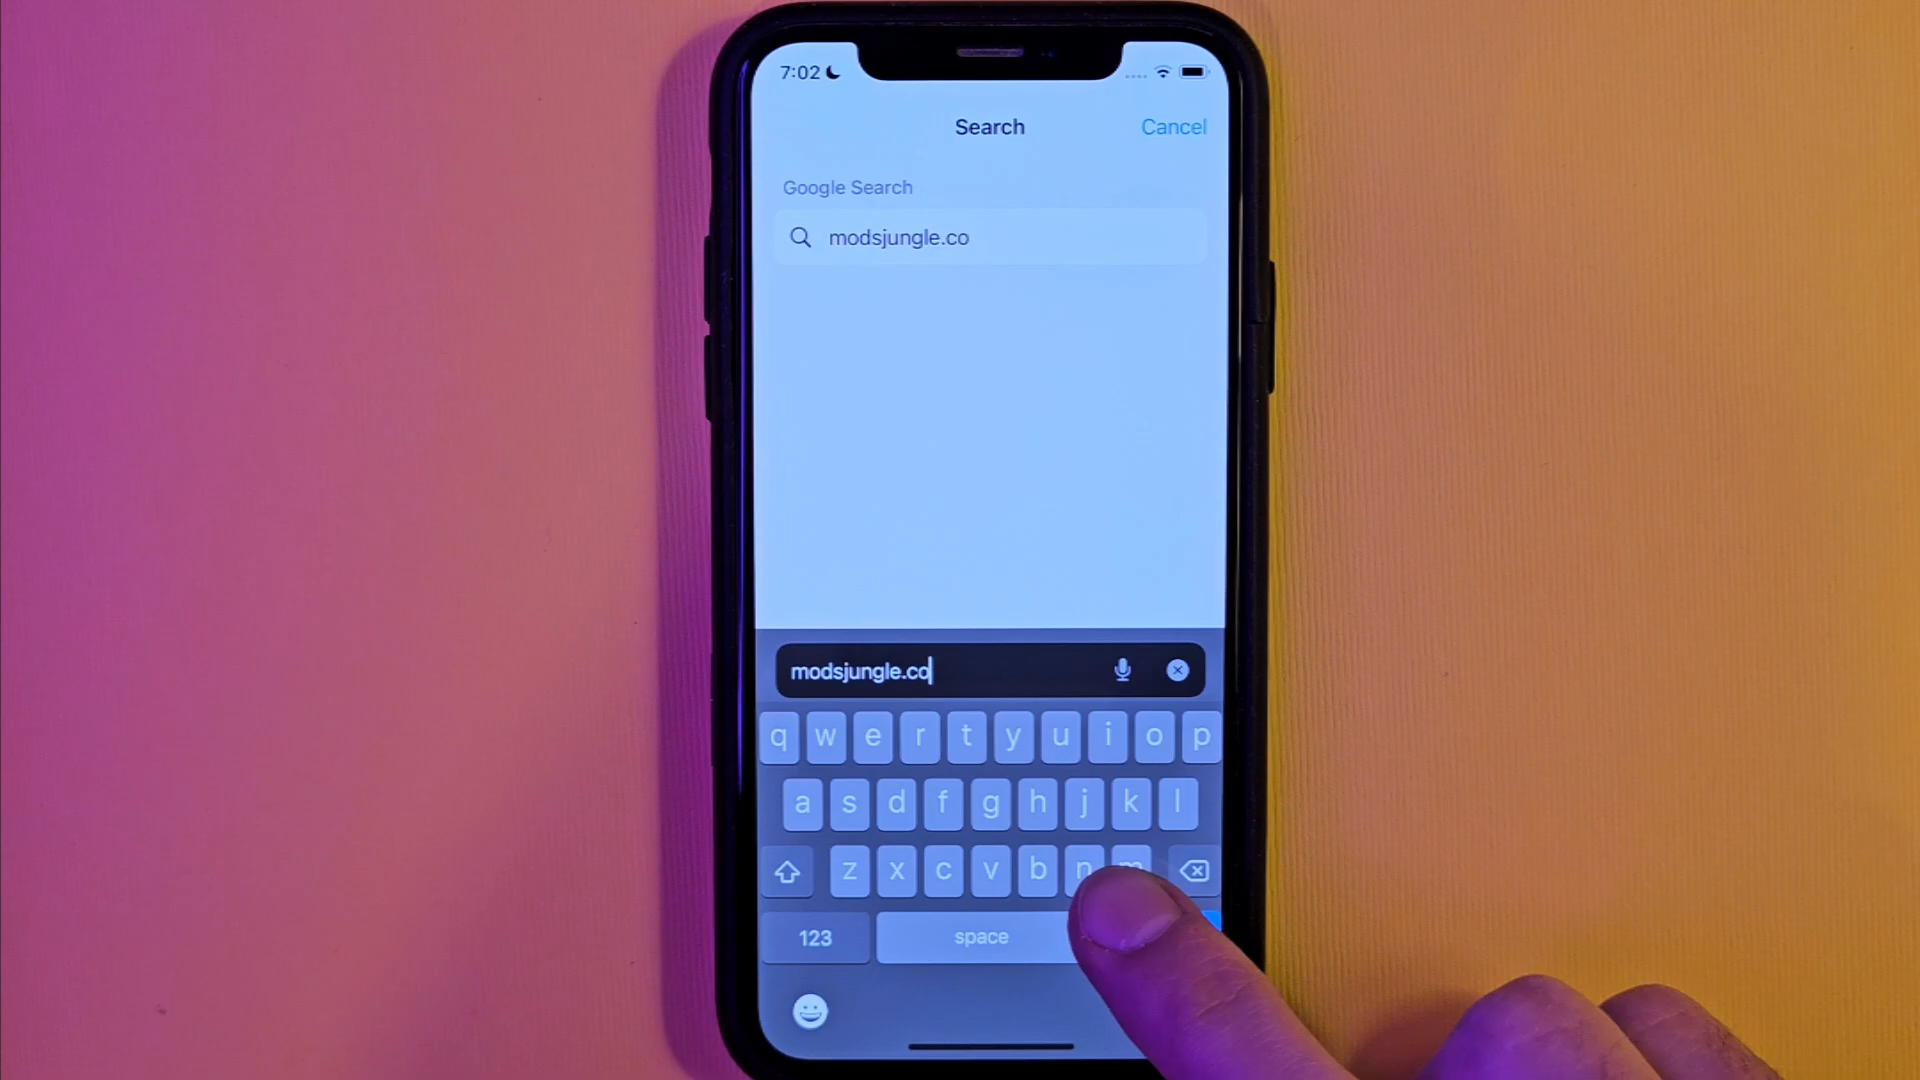 7:02
Search
Cancel
Google Search
modsjungle.co
modsjungle.co
q w e r t y u i o p
a s d f g h j k l
z x c v b n m
123 space